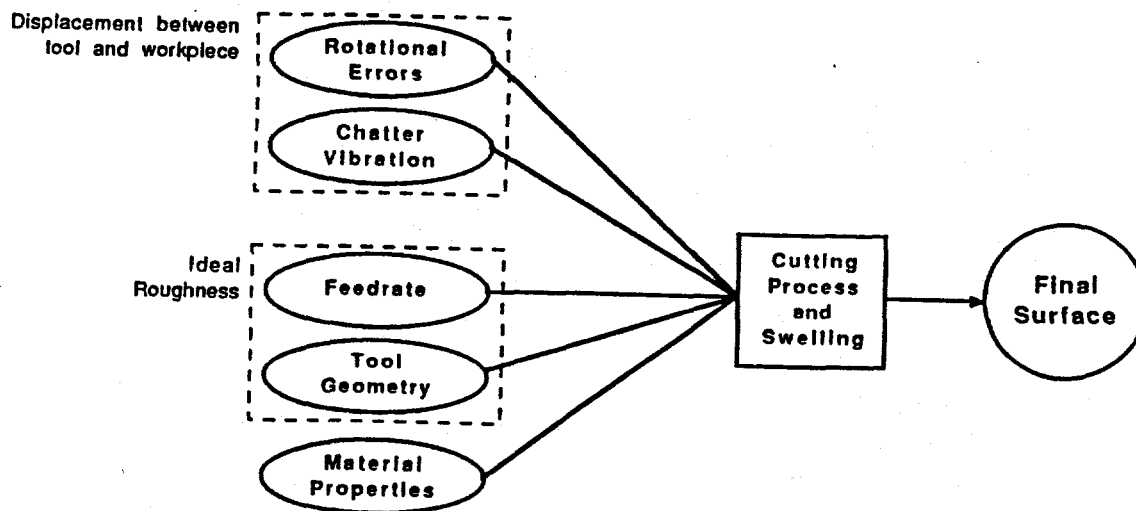 Displacement between
tool and workpiece
Rotational
Errors
Chatter
Vibration
Ideal
Roughness
Feedrate
Tool
Geometry
Material
Properties
Cutting
Process
and
Swelling
Final
Surface